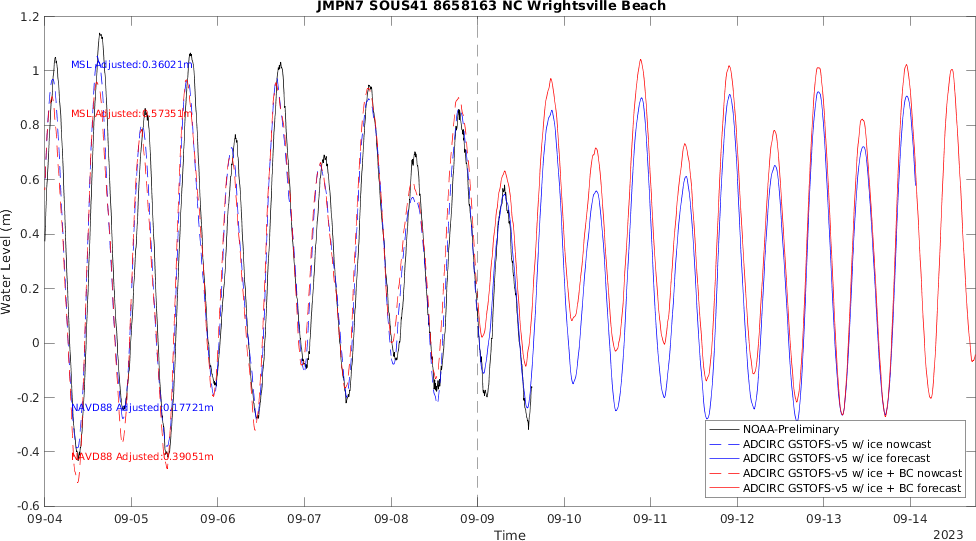 JMPN7 SOUS41 8658163 NC Wrightsville Beach
1.2
1
0.8
0.6
0.4
0.2
0
-0.2
-0.4
-0.6
Water Level (m)
MSL Adjusted:0.36021m
MSL Adjusted:0.57351m
NAVD88 Adjusted:0.17721m
NAVD88 Adjusted:0.39051m
NOAA-Preliminary
ADCIRC GSTOFS-v5 w/ ice nowcast
ADCIRC GSTOFS-v5 w/ ice forecast
ADCIRC GSTOFS-v5 w/ ice + BC nowcast
ADCIRC GSTOFS-v5 w/ ice + BC forecast
09-04 09-05 09-06 09-07 09-08 09-09 09-10 09-11 09-12 09-13 09-14
Time
2023